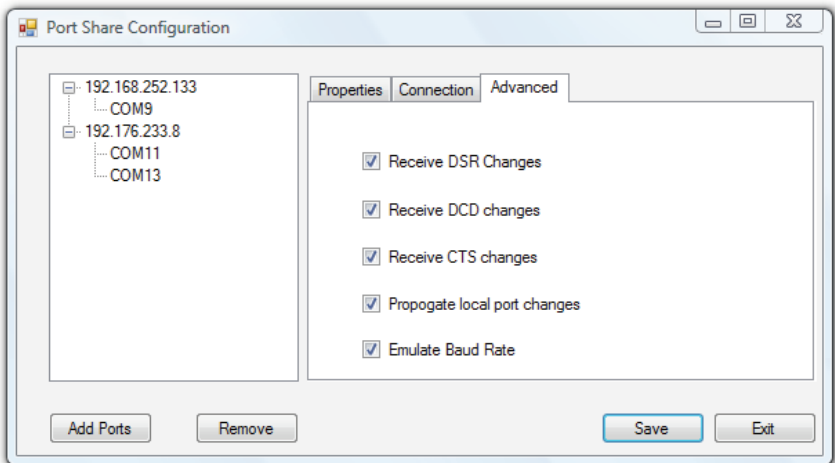 Port Share Configuration
192.168.252.133
COM9
192.176.233.8
COM11
COM13
Properties Connection Advanced
Receive DSR Changes
Receive DCD changes
Receive CTS changes
Propogate local port changes
Emulate Baud Rate
Add Ports Remove Save Exit